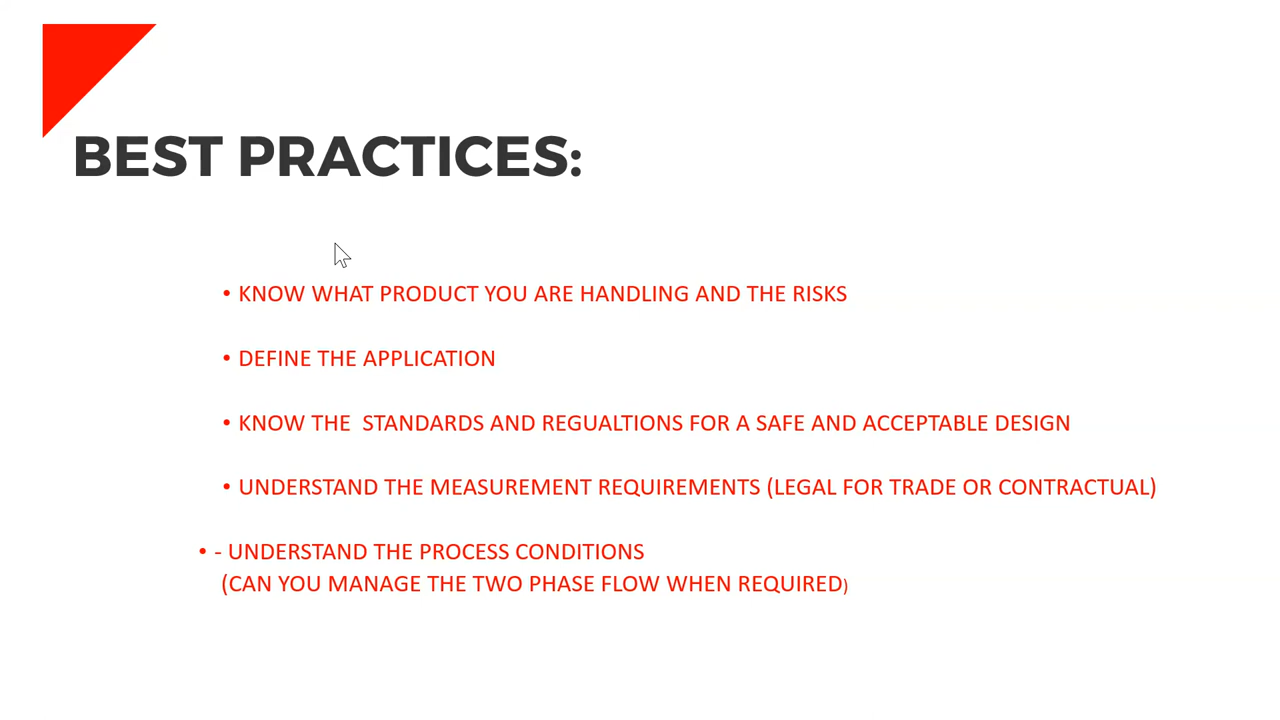 BEST PRACTICES:
• KNOW WHAT PRODUCT YOU ARE HANDLING AND THE RISKS
• DEFINE THE APPLICATION
• KNOW THE  STANDARDS AND REGUALTIONS FOR A SAFE AND ACCEPTABLE DESIGN
• UNDERSTAND THE MEASUREMENT REQUIREMENTS (LEGAL FOR TRADE OR CONTRACTUAL)
• - UNDERSTAND THE PROCESS CONDITIONS
(CAN YOU MANAGE THE TWO PHASE FLOW WHEN REQUIRED)